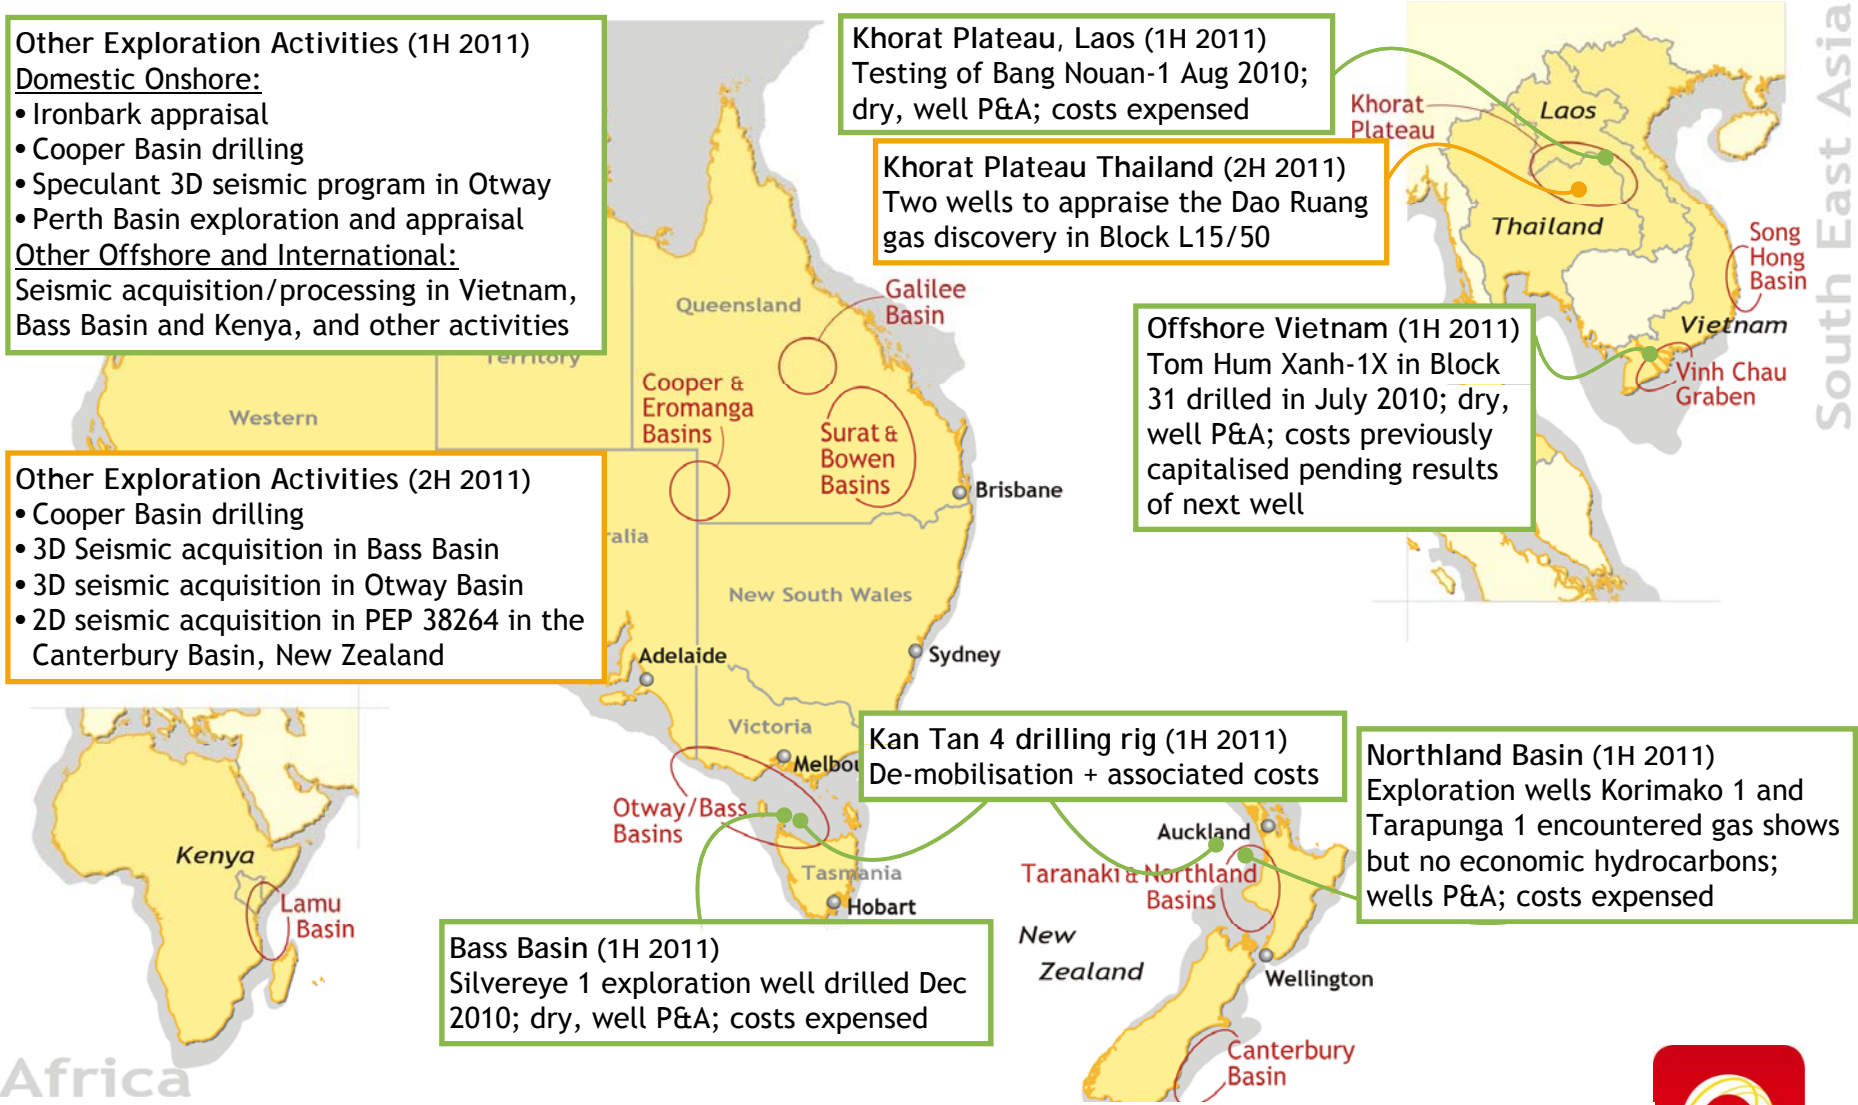 Other Exploration Activities (1H 2011)
Domestic Onshore:
• Ironbark appraisal
• Cooper Basin drilling
• Speculant 3D seismic program in Otway
• Perth Basin exploration and appraisal
Other Offshore and International:
Seismic acquisition/processing in Vietnam,
Bass Basin and Kenya, and other activities
Khorat Plateau, Laos (1H 2011)
Testing of Bang Nouan-1 Aug 2010;
dry, well P&A; costs expensed
Khorat Plateau Thailand (2H 2011)
Two wells to appraise the Dao Ruang
gas discovery in Block L15/50
Khorat
Plateau
Laos
Thailand
Song
Hong
Basin
Vietnam
Vinh Chau
Graben
South East Asia
Offshore Vietnam (1H 2011)
Tom Hum Xanh-1X in Block
31 drilled in July 2010; dry,
well P&A; costs previously
capitalised pending results
of next well
Queensland
Galilee
Basin
Territory
Western
Cooper &
Eromanga
Basins
Surat &
Bowen
Basins
Brisbane
Other Exploration Activities (2H 2011)
• Cooper Basin drilling
• 3D Seismic acquisition in Bass Basin
• 3D seismic acquisition in Otway Basin
• 2D seismic acquisition in PEP 38264 in the
Canterbury Basin, New Zealand
ralia
New South Wales
Adelaide
Sydney
Victoria
Melbou
Otway/Bass
Basins
Tasmania
Hobart
Kan Tan 4 drilling rig (1H 2011)
De-mobilisation + associated costs
Northland Basin (1H 2011)
Exploration wells Korimako 1 and
Tarapunga 1 encountered gas shows
but no economic hydrocarbons;
wells P&A; costs expensed
Auckland
Taranaki & Northland
Basins
New
Zealand
Wellington
Canterbury
Basin
Bass Basin (1H 2011)
Silvereye 1 exploration well drilled Dec
2010; dry, well P&A; costs expensed
Kenya
Lamu
Basin
Africa